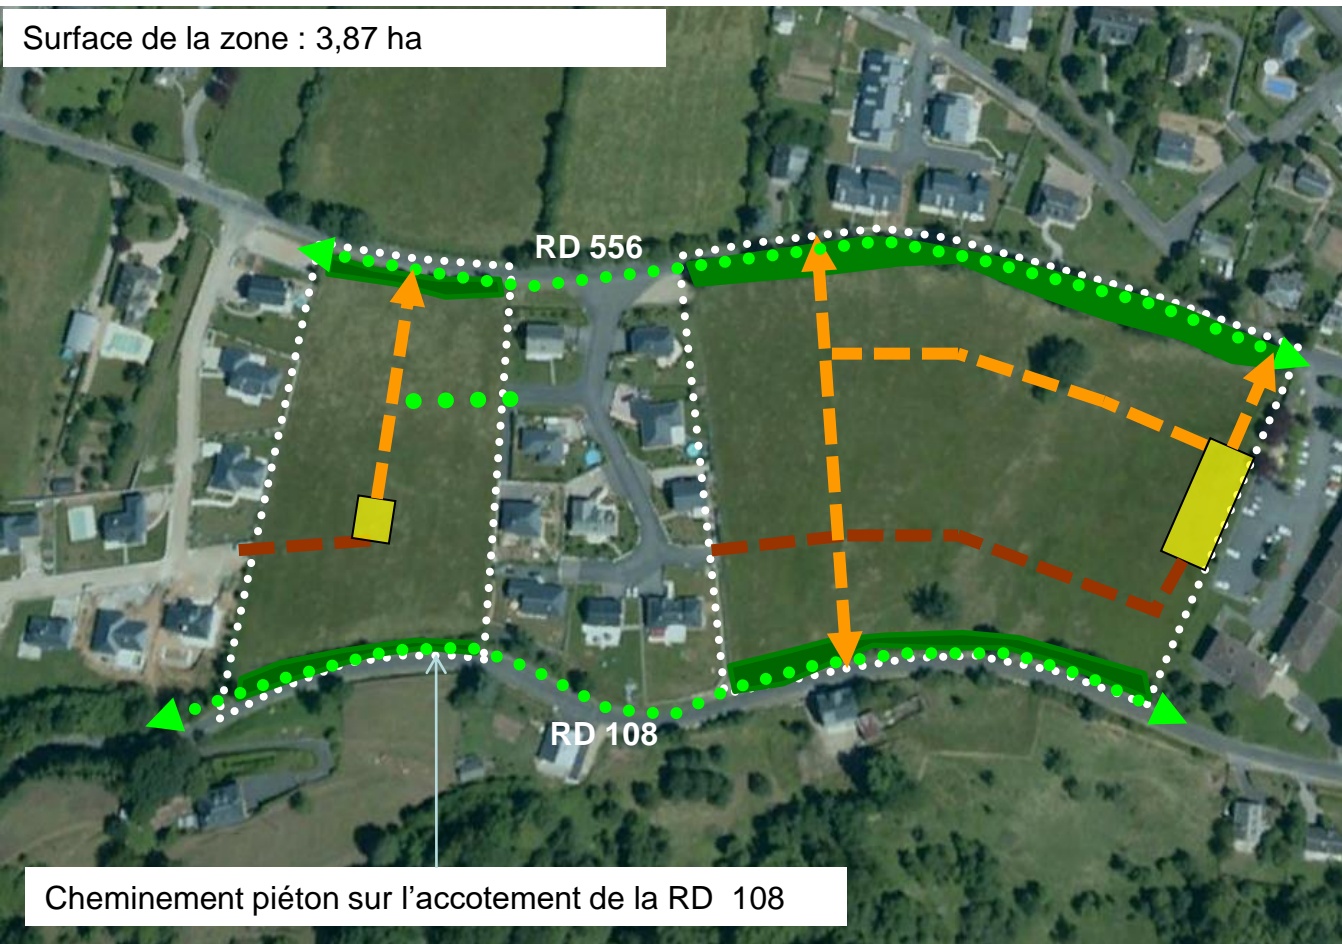 Surface de la zone : 3,87 ha
RD 556
RD 108
Cheminement piéton sur l’accotement de la RD 108